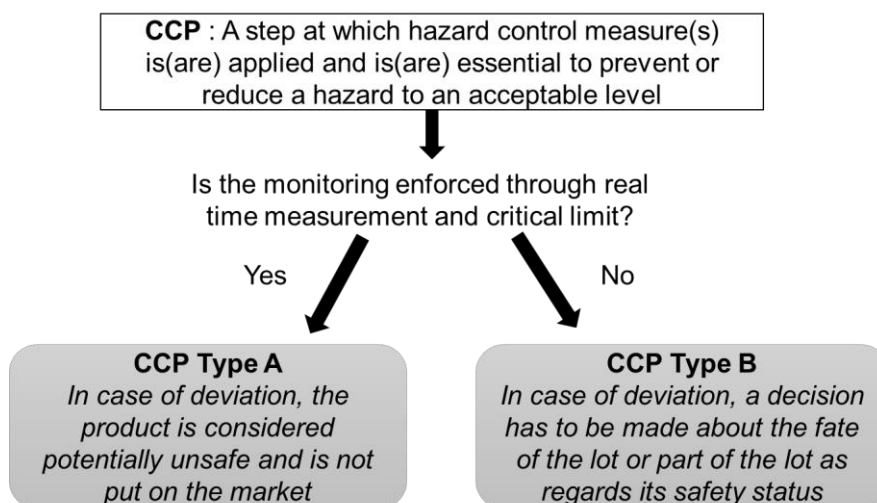 CCP : A step at which hazard control measure(s)
is(are) applied and is(are) essential to prevent or
reduce a hazard to an acceptable level
Is the monitoring enforced through real
time measurement and critical limit?
Yes
No
CCP Type A
In case of deviation, the
product is considered
potentially unsafe and is not
put on the market
CCP Type B
In case of deviation, a decision
has to be made about the fate
of the lot or part of the lot as
regards its safety status